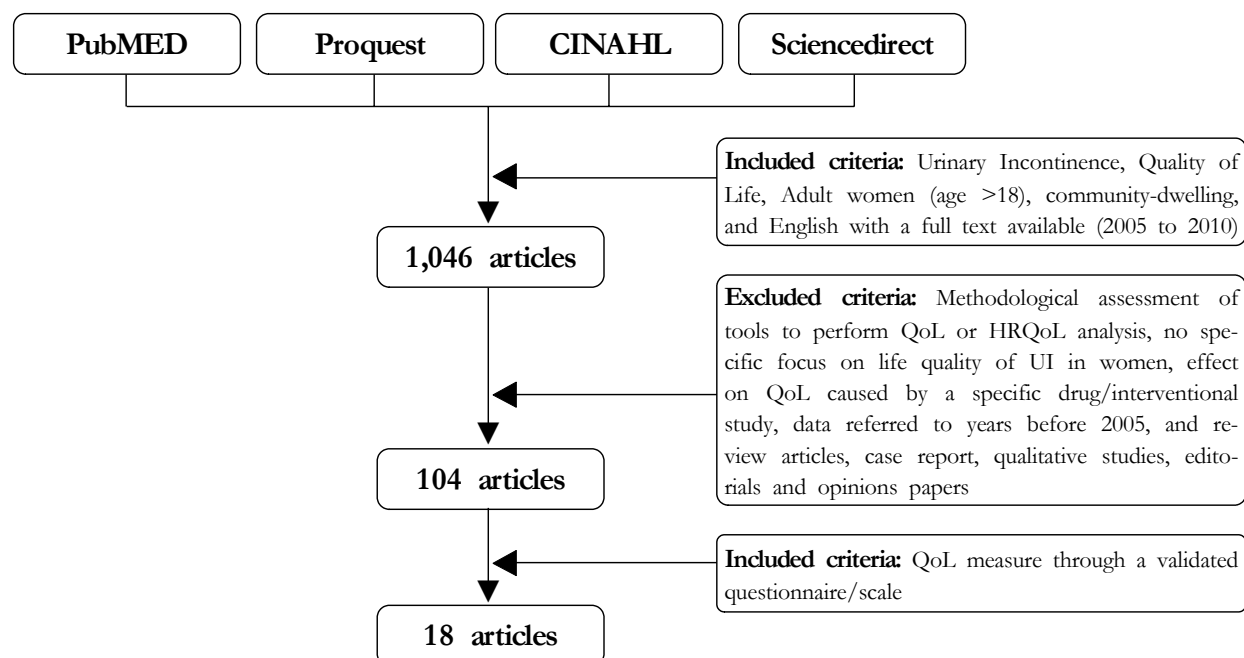 PubMED
Proquest
CINAHL
Sciencedirect
Included criteria: Urinary Incontinence, Quality of
Life, Adult women (age >18), community-dwelling,
and English with a full text available (2005 to 2010)
1,046 articles
Excluded criteria: Methodological assessment of
tools to perform QoL or HRQoL analysis, no spe-
cific focus on life quality of UI in women, effect
on QoL caused by a specific drug/interventional
study, data referred to years before 2005, and re-
view articles, case report, qualitative studies, edito-
rials and opinions papers
104 articles
Included criteria: QoL measure through a validated
questionnaire/scale
18 articles